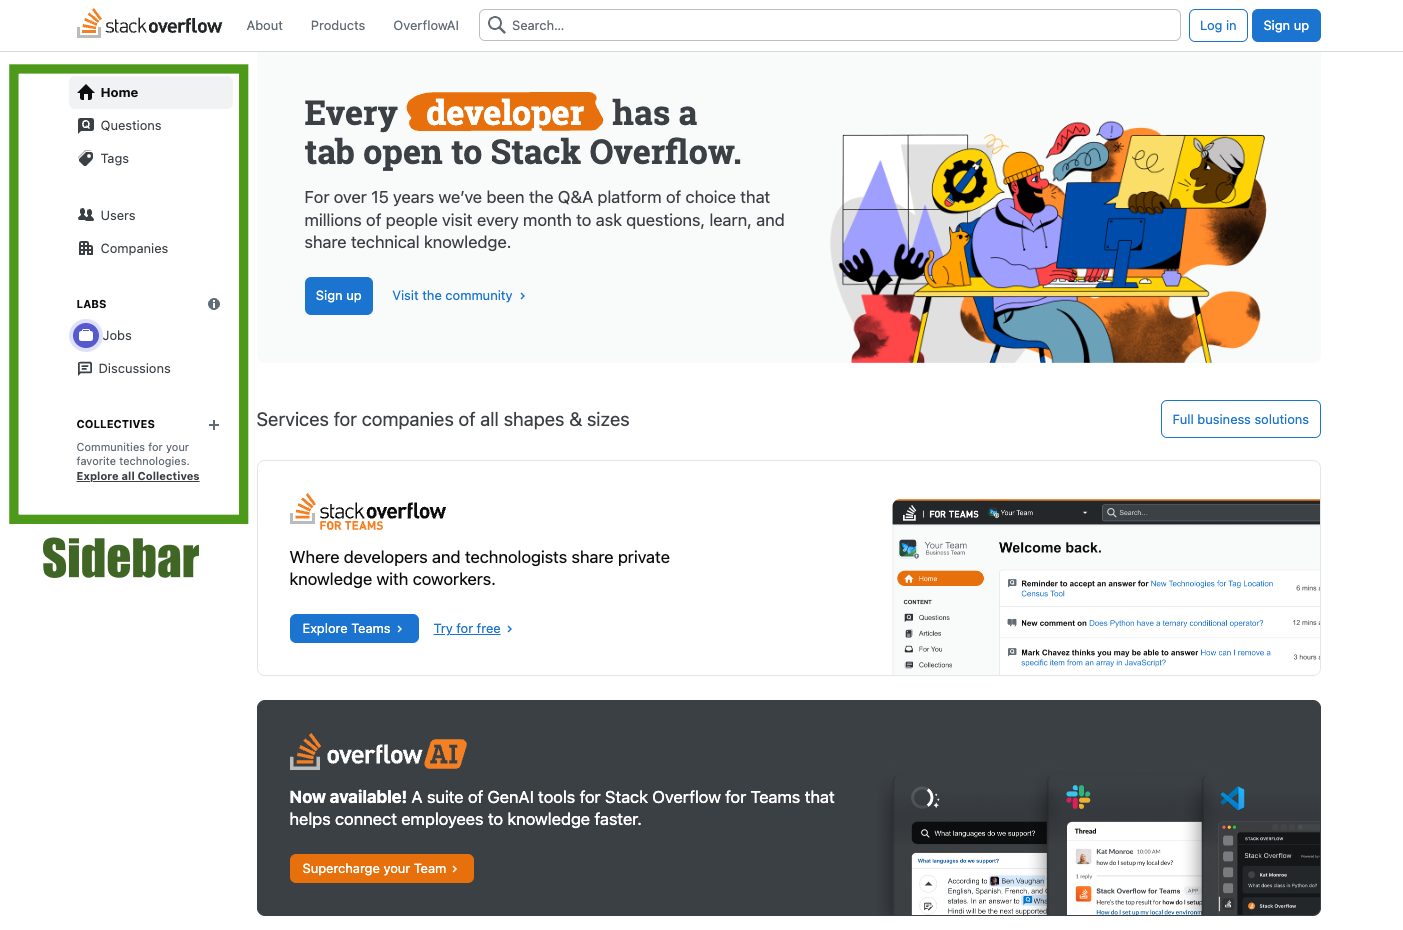 stack overflow
About
Products
OverflowAI
Search...
Log in
Sign up
Home
Questions
Tags
Users
Companies
LABS
Jobs
Discussions
COLLECTIVES
Communities for your
favorite technologies.
Explore all Collectives
Sidebar
Every developer has a
tab open to Stack Overflow.
For over 15 years we’ve been the Q&A platform of choice that
millions of people visit every month to ask questions, learn, and
share technical knowledge.
Sign up
Visit the community
Services for companies of all shapes & sizes
Full business solutions
stack overflow
FOR TEAMS
Where developers and technologists share private
knowledge with coworkers.
Explore Teams
Try for free
FOR TEAMS
Your Team
Search...
Your Team
Business Team
Home
CONTENT
Questions
Articles
For You
Collections
Welcome back.
Reminder to accept an answer for New Technologies for Tag Location
Census Tool
6 mins
New comment on Does Python have a ternary conditional operator?
12 mins
Mark Chavez thinks you may be able to answer How can I remove a
specific item from an array in JavaScript?
3 hours
overflow AI
Now available! A suite of GenAI tools for Stack Overflow for Teams that
helps connect employees to knowledge faster.
Supercharge your Team
What languages do we support?
What languages do we support?
According to Ben Vaughan
English, Spanish, French, and
states. In an answer to Wha
Hindi will be the next supported
Thread
Kat Monroe 10:00 AM
how do I setup my local dev?
1 reply
Stack Overflow for Teams APP
Here's the top result for how do I setup
How do I set up my local dev environm
STACK OVERFLOW
Stack Overflow
Powered by
Kat Monroe
What does class in Python do?
Stack Overflow